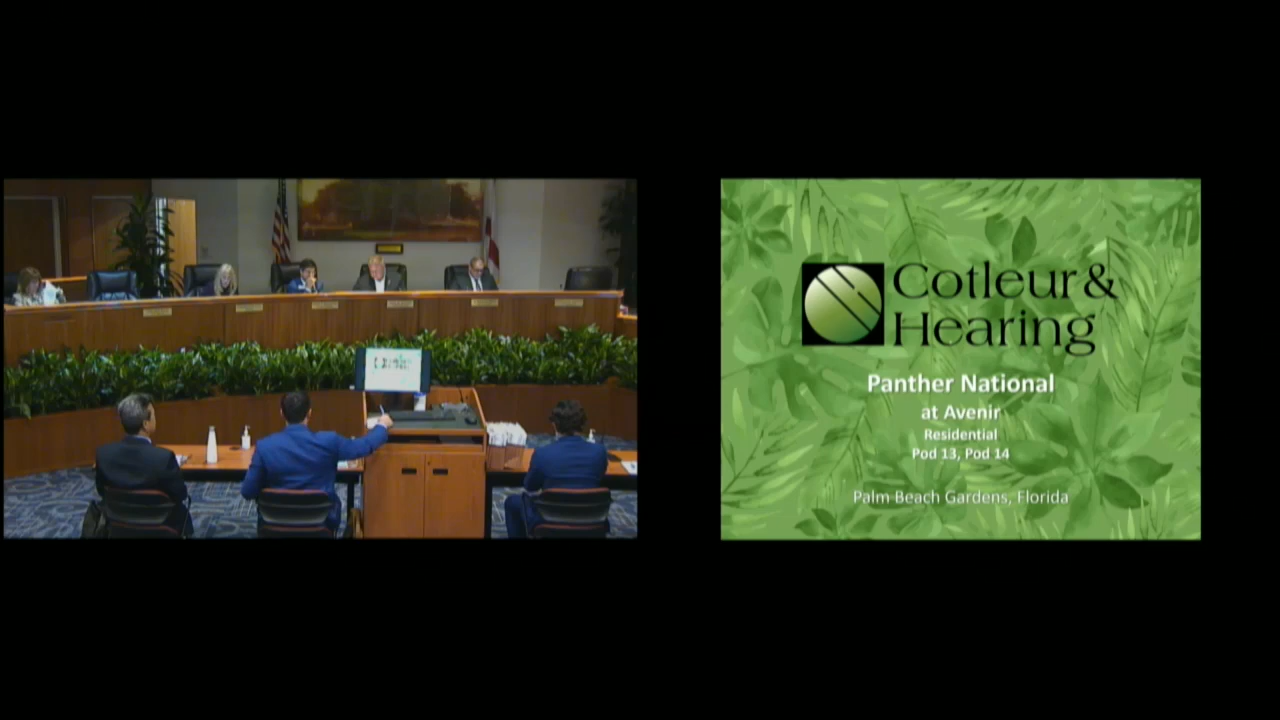 Cotleur &
Hearing
Panther National
at Avenir
Residential
Pod 13, Pod 14
Palm Beach Gardens, Florida